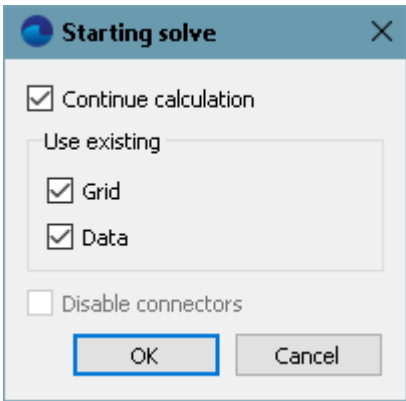 Starting solve
Continue calculation
Use existing
Grid
Data
Disable connectors
OK
Cancel